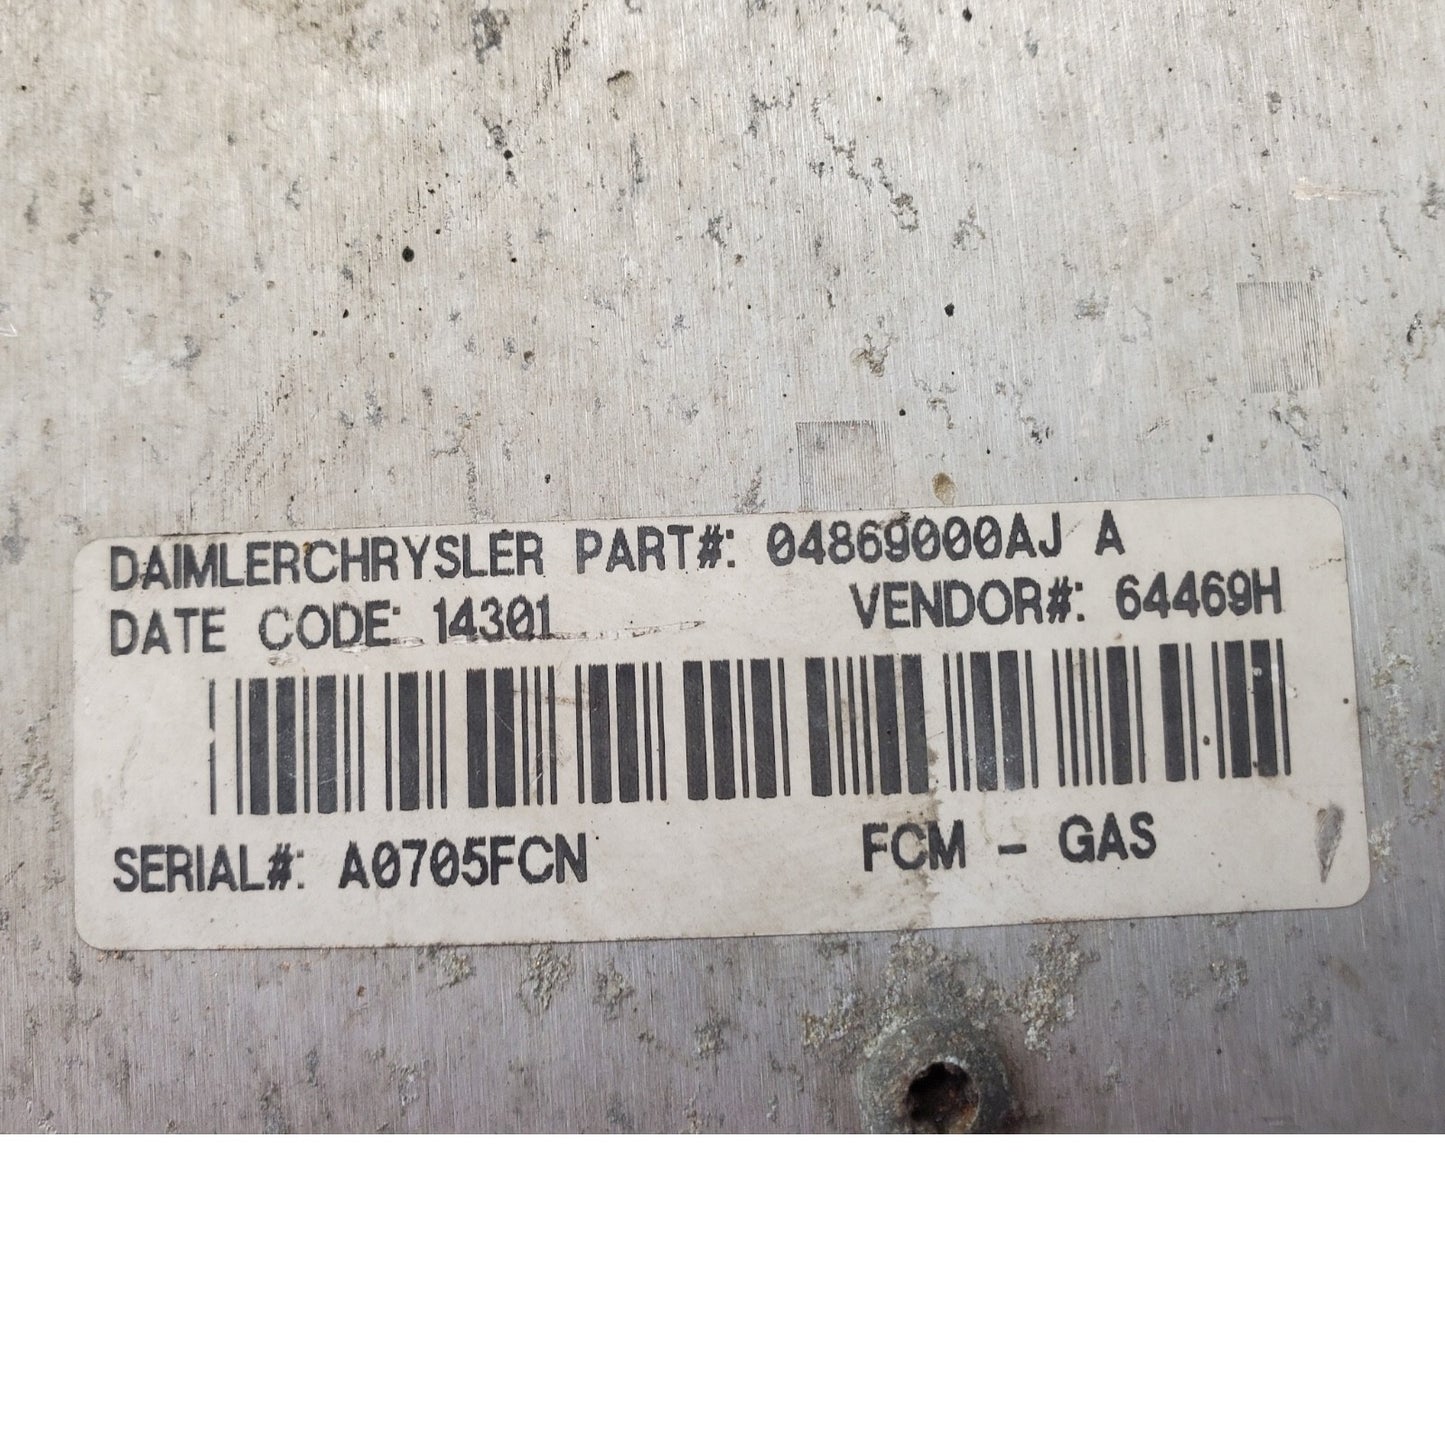 DAIMLERCHRYSLER PART#: 04869000AJ A
DATE CODE: 14301 VENDOR#: 64469H
SERIAL#: A0705FCN FCM - GAS